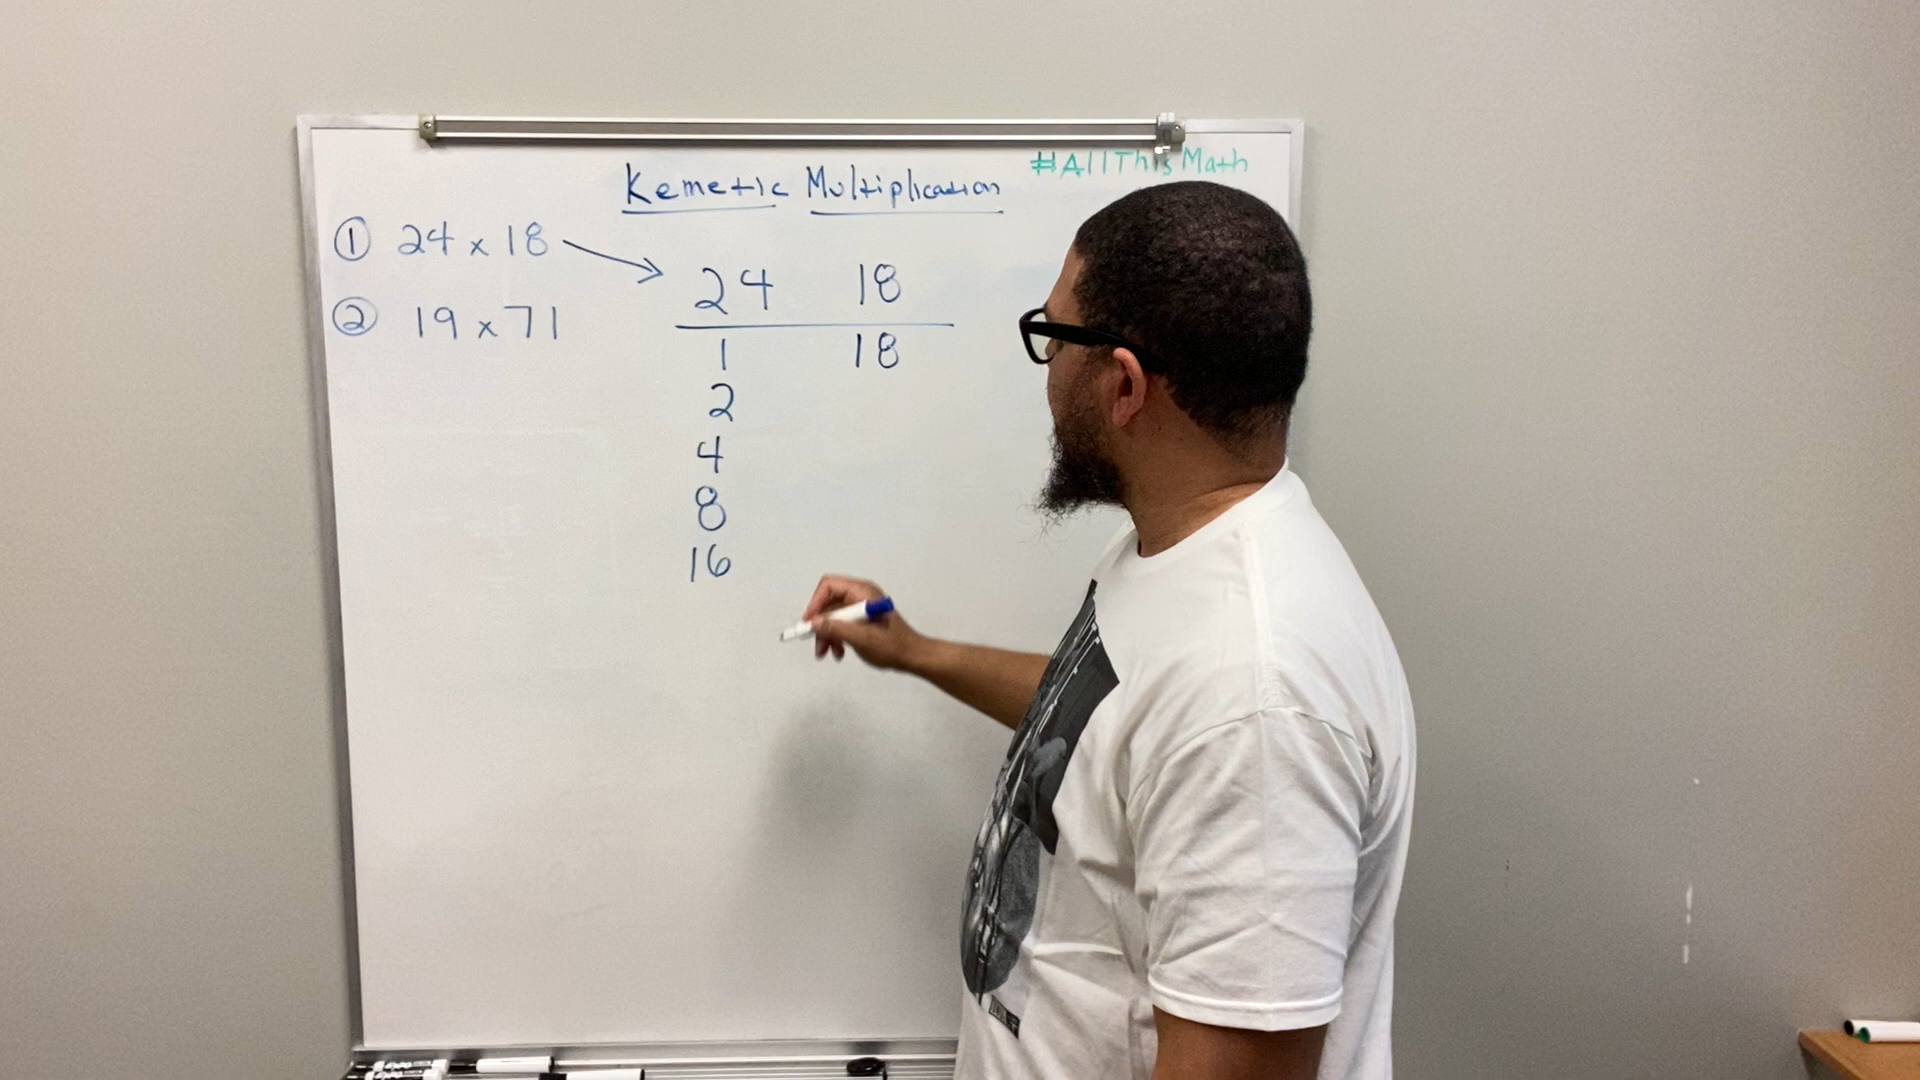 Kemetic Multiplication
#AllThisMath
① 24 x 18
② 19 x 71
24 18
1 18
2
4
8
16